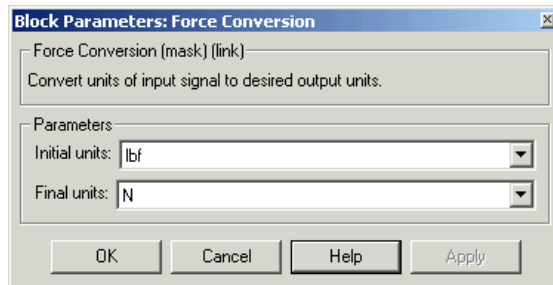 Block Parameters: Force Conversion
Force Conversion (mask) (link)
Convert units of input signal to desired output units.
Parameters
Initial units: lbf
Final units: N
OK Cancel Help Apply